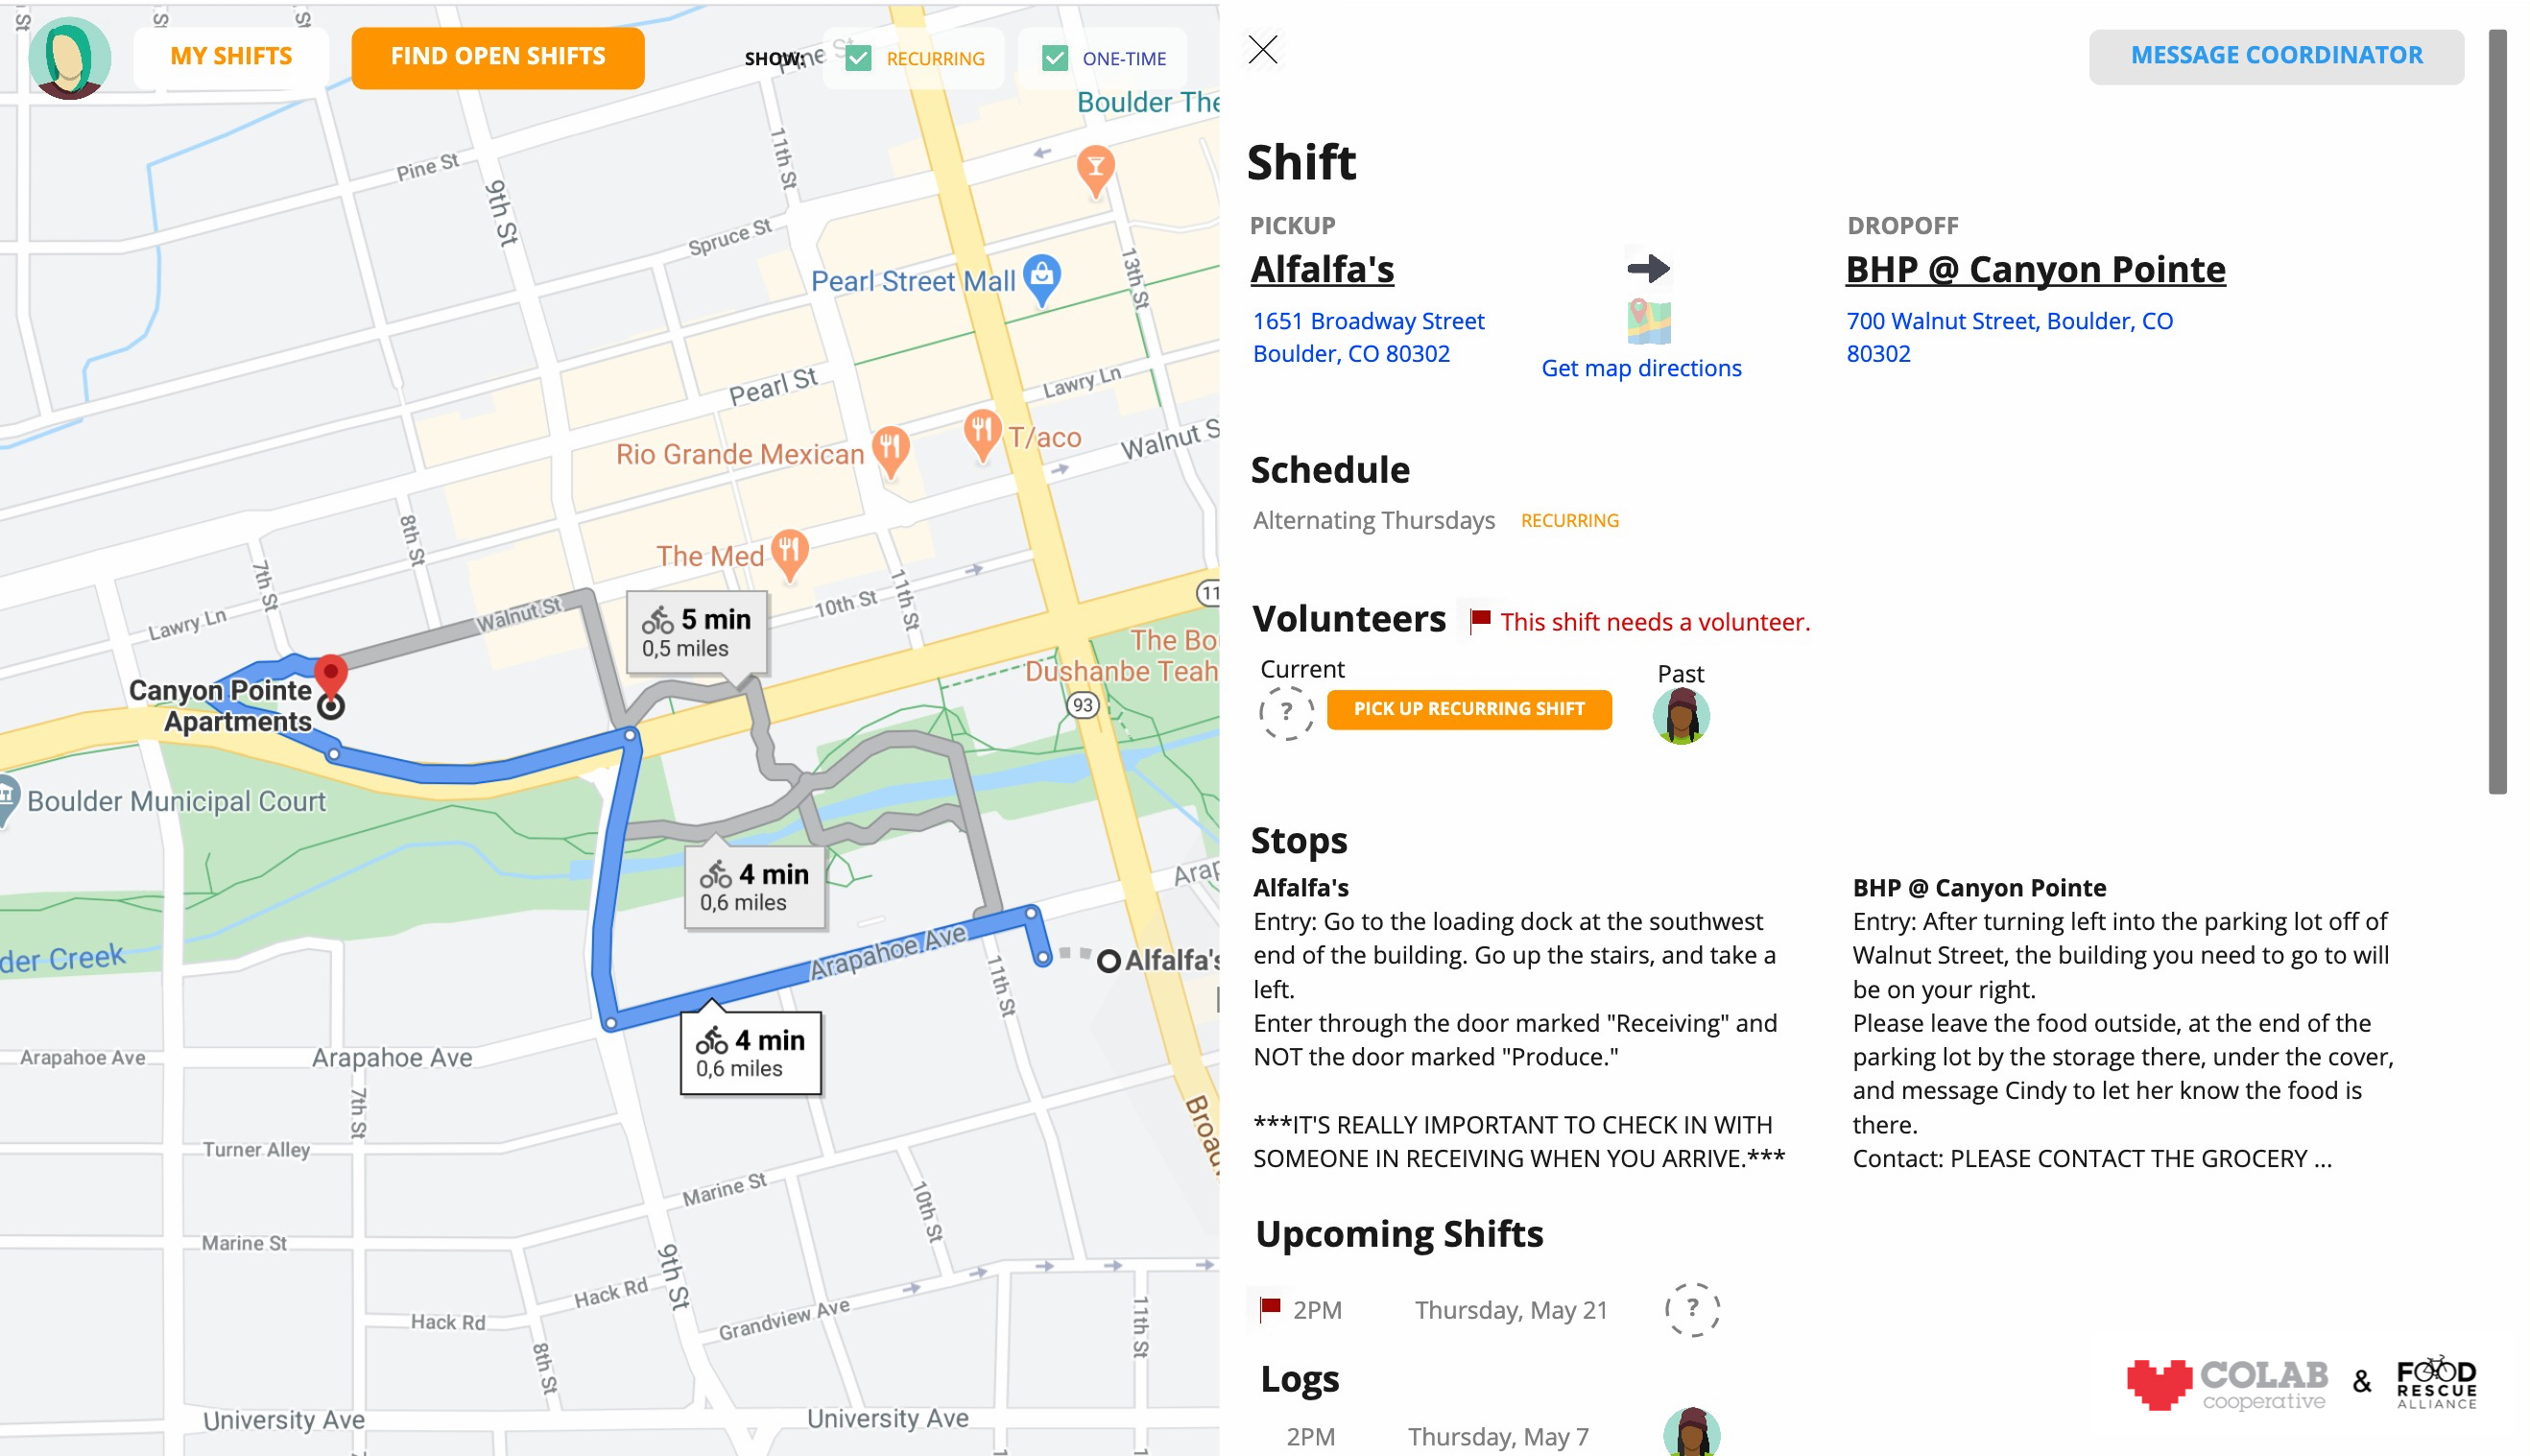 MY SHIFTS
FIND OPEN SHIFTS
SHOW:
RECURRING
ONE-TIME
Pine St
Boulder The
Pine St
9th St
11th St
Spruce St
Pearl Street Mall
13th St
Pearl St
Lawry Ln
Rio Grande Mexican
T/aco
Walnut S
8th St
The Med
7th St
10th St
11th St
11
Lawry Ln
Walnut St
5 min
0,5 miles
The Bo
Dushanbe Teah
93
Canyon Pointe
Apartments
Boulder Municipal Court
4 min
0,6 miles
Arap
der Creek
Arapahoe Ave
Alfalfa's
11th St
4 min
0,6 miles
Arapahoe Ave
Arapahoe Ave
7th St
Broad
Turner Alley
Marine St
10th St
Marine St
9th St
Hack Rd
Hack Rd
Grandview Ave
8th St
11th St
University Ave
University Ave
MESSAGE COORDINATOR
Shift
PICKUP
Alfalfa's
1651 Broadway Street
Boulder, CO 80302
Get map directions
DROPOFF
BHP @ Canyon Pointe
700 Walnut Street, Boulder, CO
80302
Schedule
Alternating Thursdays RECURRING
Volunteers This shift needs a volunteer.
Current
?
PICK UP RECURRING SHIFT
Past
Stops
Alfalfa's
Entry: Go to the loading dock at the southwest
end of the building. Go up the stairs, and take a
left.
Enter through the door marked "Receiving" and
NOT the door marked "Produce."
***IT'S REALLY IMPORTANT TO CHECK IN WITH
SOMEONE IN RECEIVING WHEN YOU ARRIVE.***
BHP @ Canyon Pointe
Entry: After turning left into the parking lot off of
Walnut Street, the building you need to go to will
be on your right.
Please leave the food outside, at the end of the
parking lot by the storage there, under the cover,
and message Cindy to let her know the food is
there.
Contact: PLEASE CONTACT THE GROCERY ...
Upcoming Shifts
2PM Thursday, May 21 ?
Logs
2PM Thursday, May 7
COLAB
cooperative
&
FOOD
RESCUE
ALLIANCE